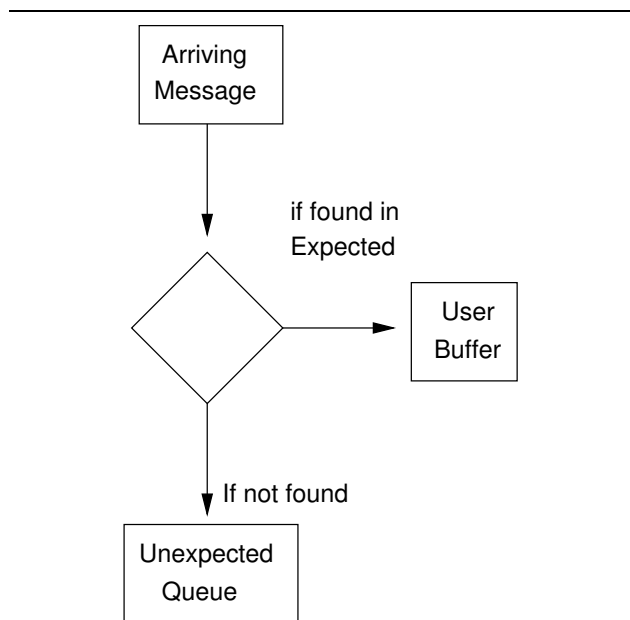 Arriving
Message
if found in
Expected
User
Buffer
If not found
Unexpected
Queue